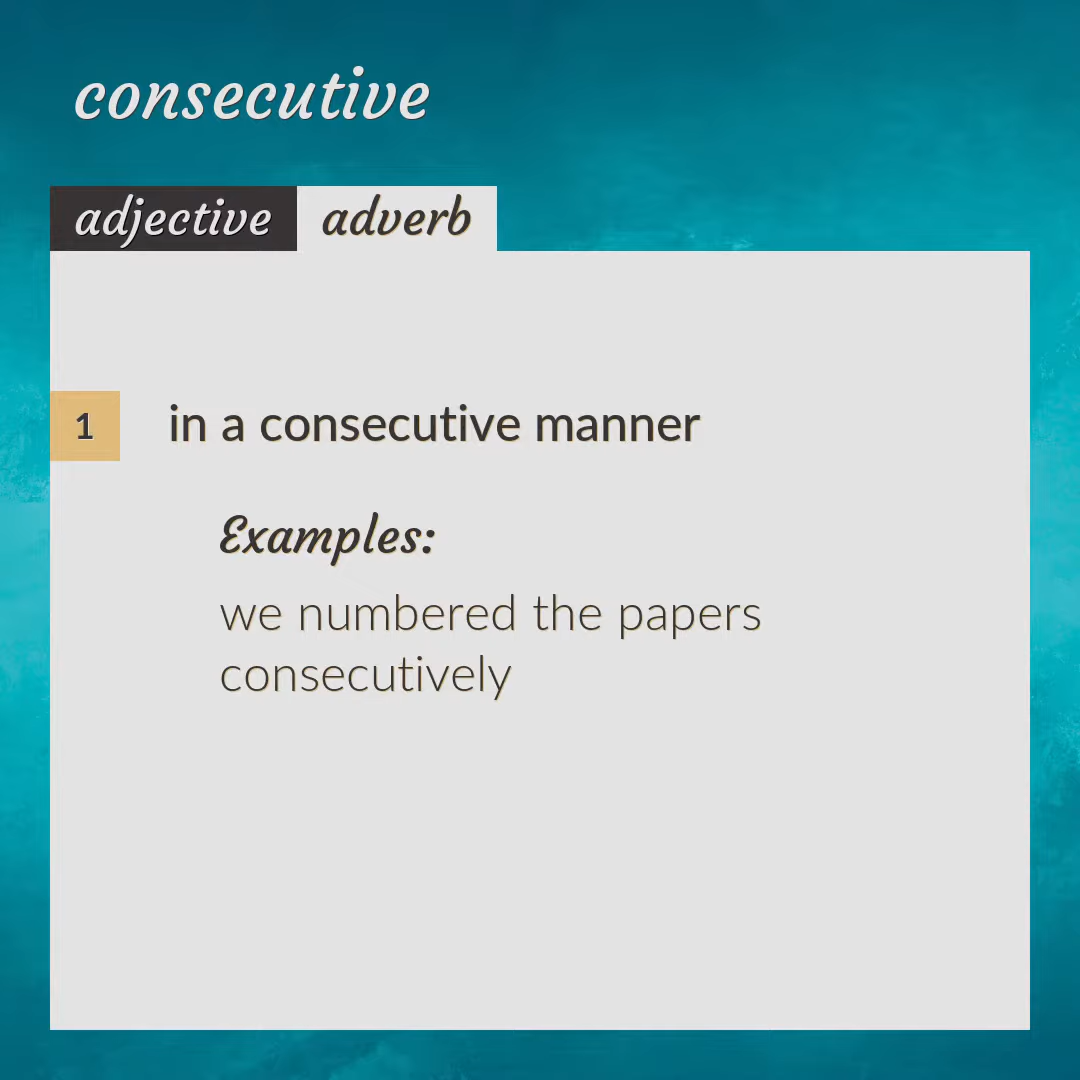 consecutive
adjective adverb
1 in a consecutive manner
Examples:
we numbered the papers
consecutively